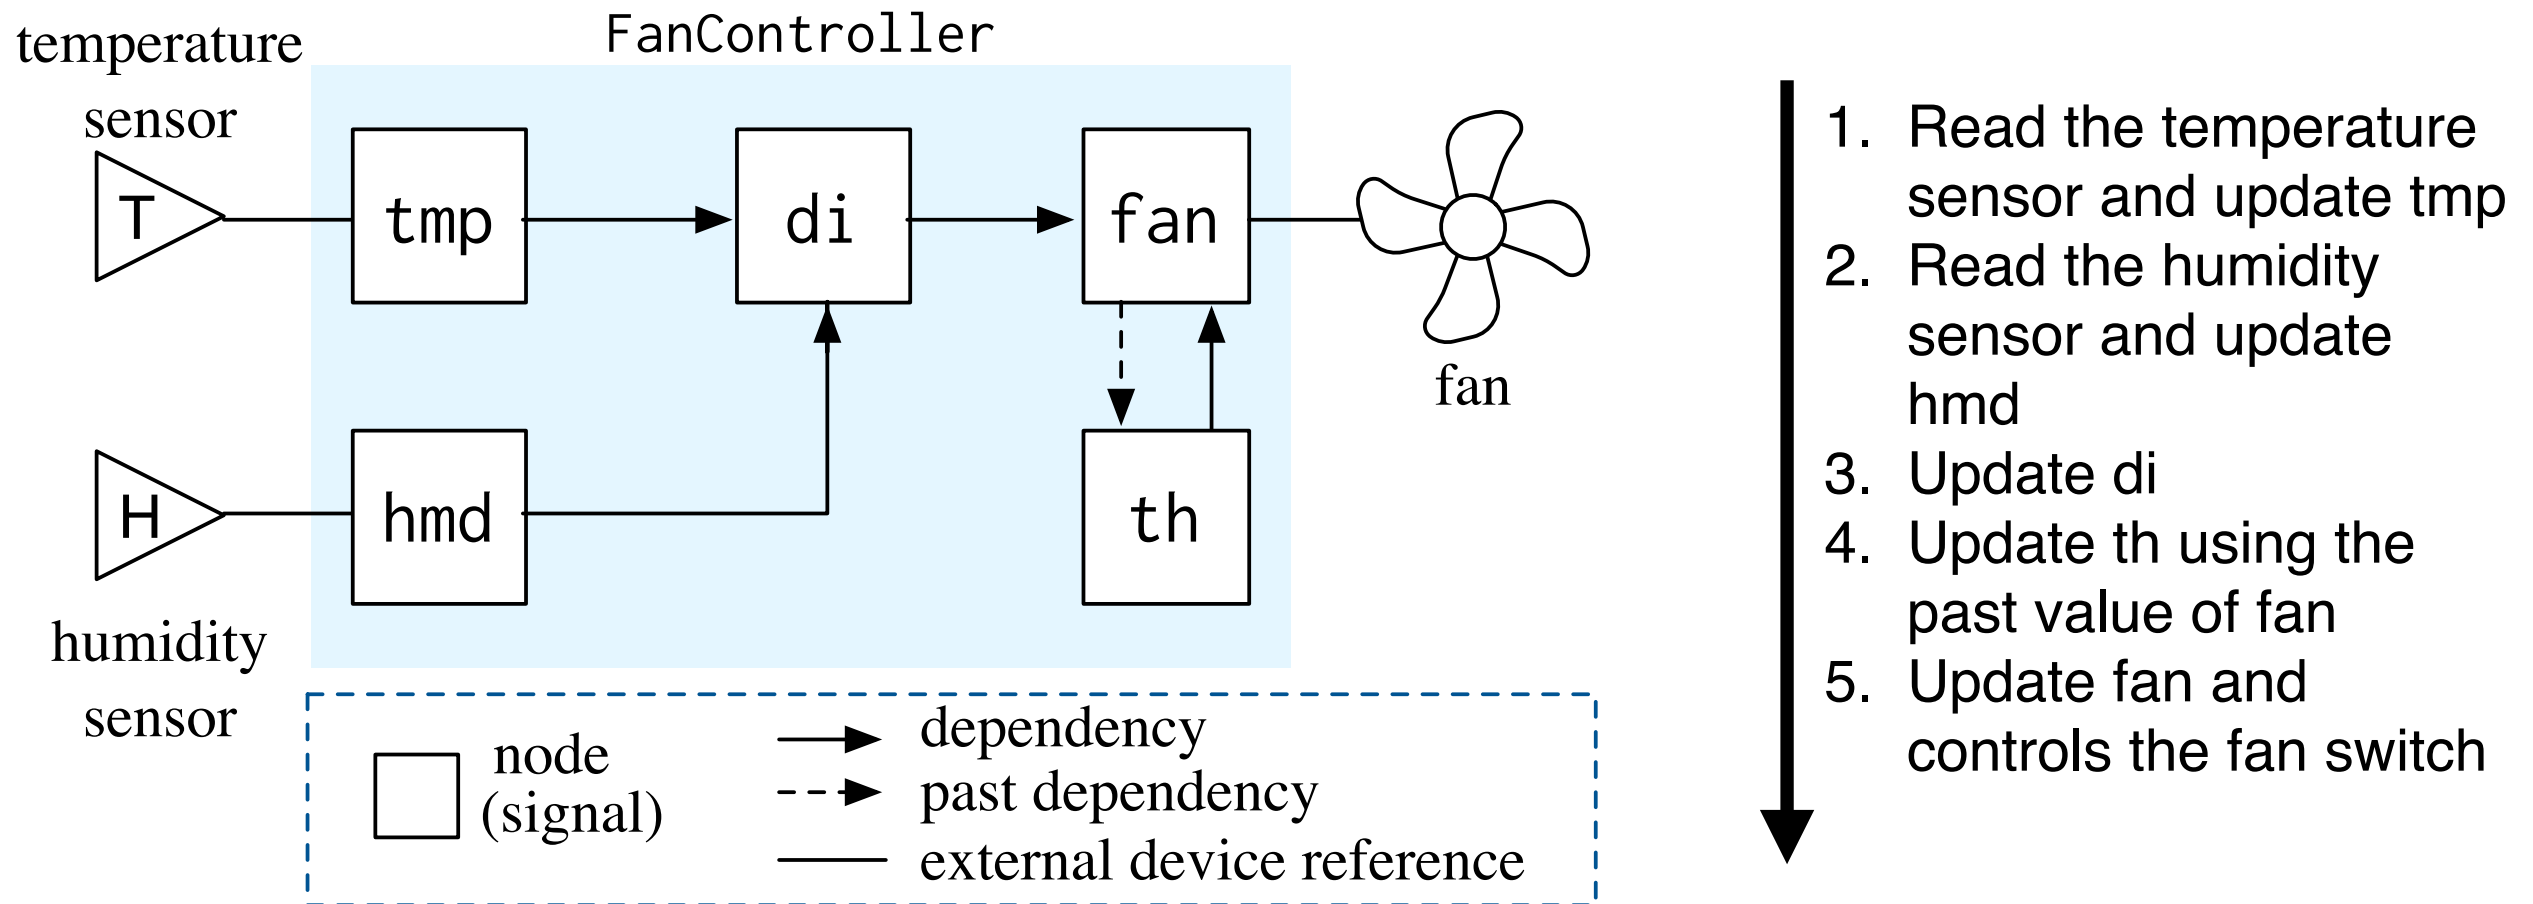 temperature
sensor
FanController
T
tmp
di
fan
fan
H
hmd
th
humidity
sensor
node
(signal)
dependency
past dependency
external device reference
1. Read the temperature
sensor and update tmp
2. Read the humidity
sensor and update
hmd
3. Update di
4. Update th using the
past value of fan
5. Update fan and
controls the fan switch